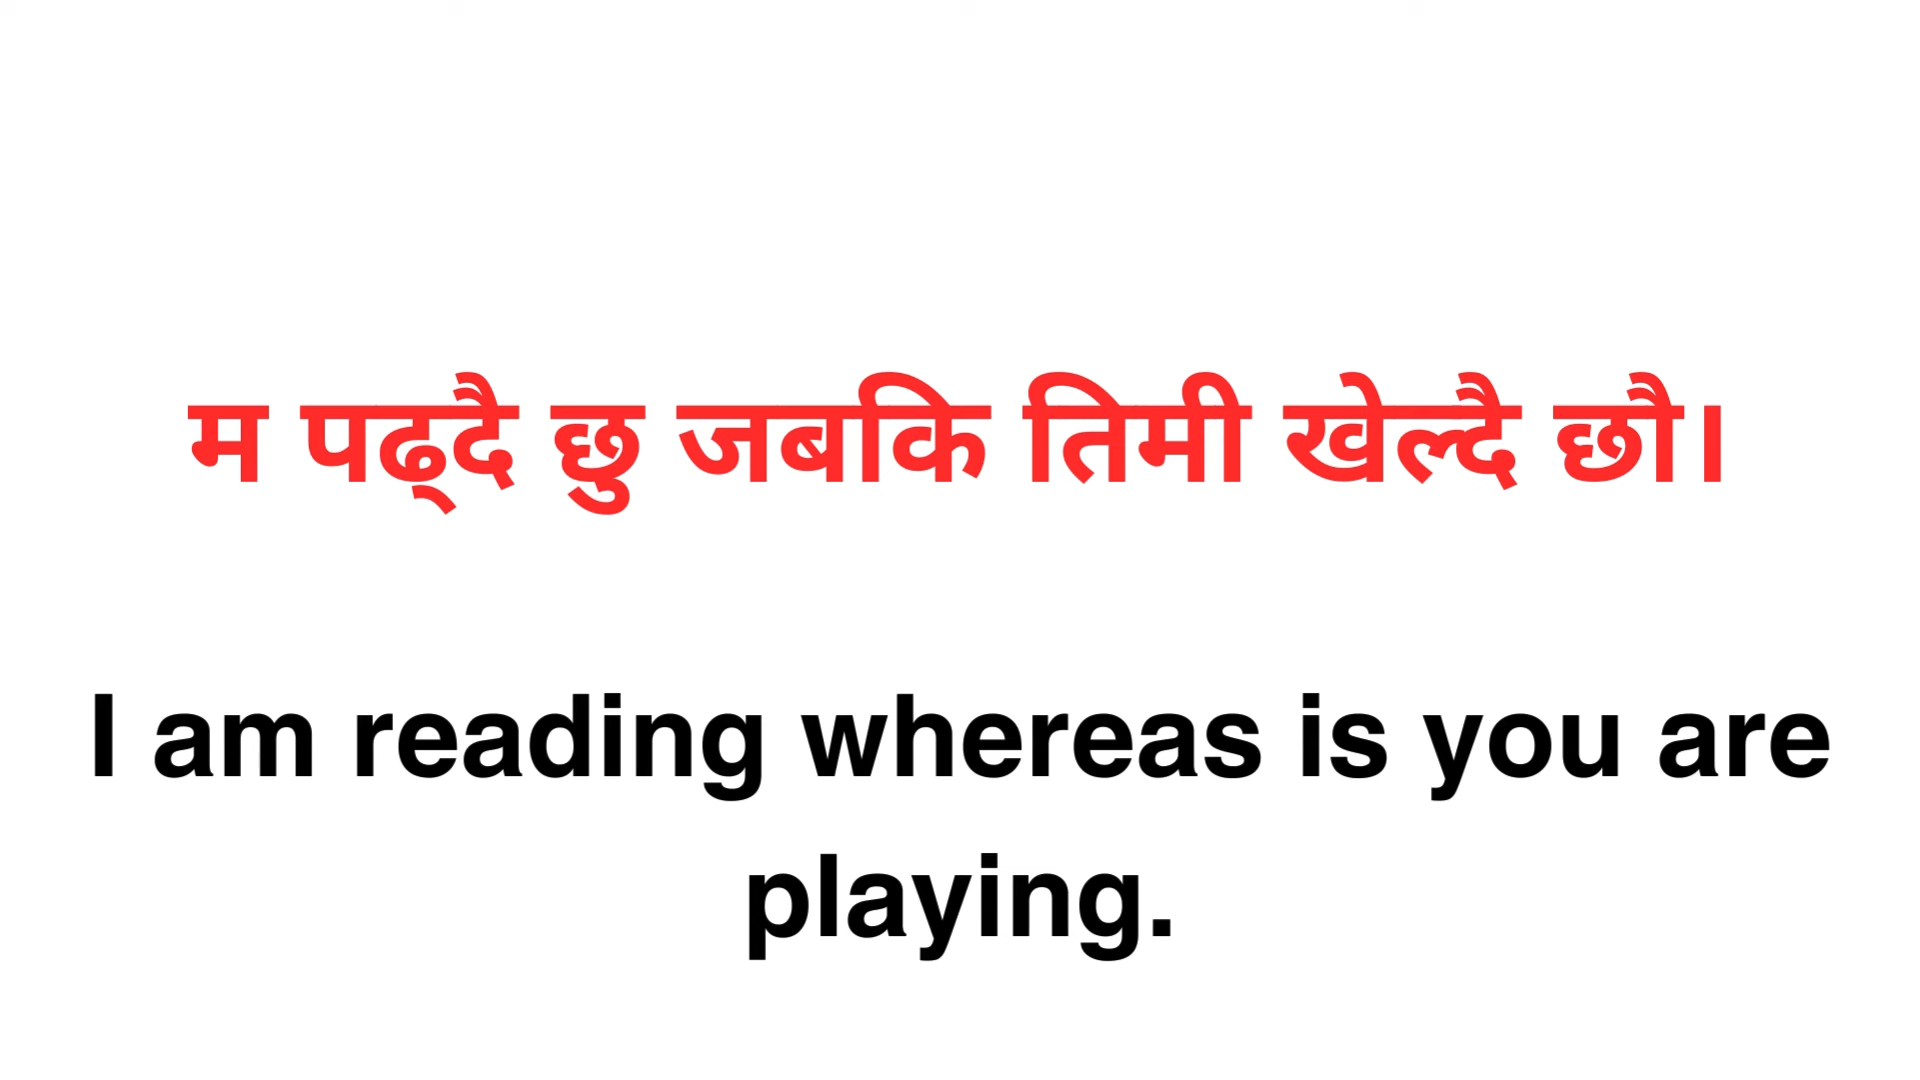 म पढ्दै छु जबकि तिमी खेल्दै छौ।
I am reading whereas is you are
playing.